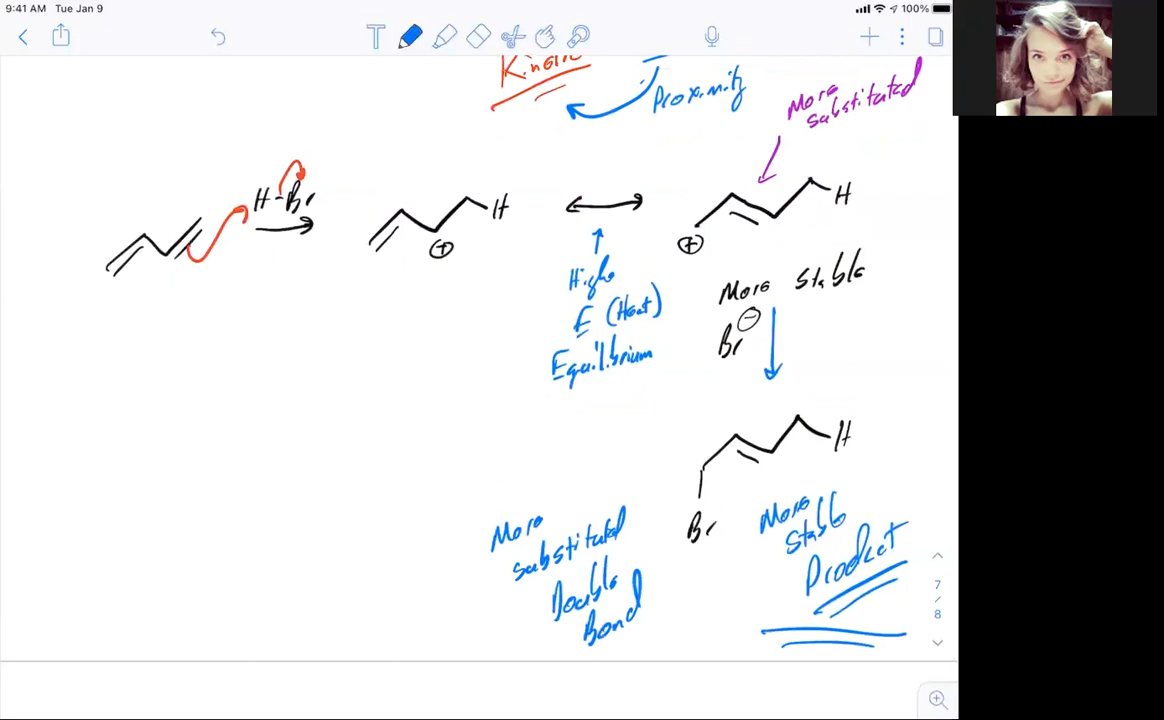 9:41 AM Tue Jan 9
100%
Kinetic
Proximity
More
substituted
H-Br
H
H
High
E (Heat)
Equilibrium
More stable
Br
H
Br
More
substituted
Double
Bond
More
stable
Product
7
/
8